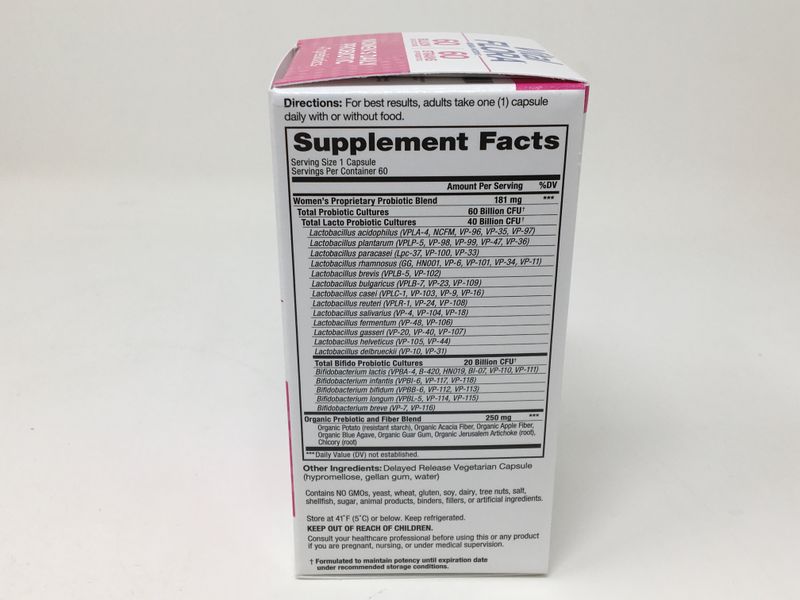 VITAL
FLORA
60
60
WOMEN'S DAILY
PROBIOTIC
Directions: For best results, adults take one (1) capsule
daily with or without food.
Supplement Facts
Serving Size 1 Capsule
Servings Per Container 60
Amount Per Serving %DV
Women's Proprietary Probiotic Blend 181 mg ***
Total Probiotic Cultures 60 Billion CFU†
Total Lacto Probiotic Cultures 40 Billion CFU†
Lactobacillus acidophilus (VPLA-4, NCFM, VP-96, VP-35, VP-97)
Lactobacillus plantarum (VPLP-5, VP-98, VP-99, VP-47, VP-36)
Lactobacillus paracasei (Lpc-37, VP-100, VP-33)
Lactobacillus rhamnosus (GG, HN001, VP-6, VP-101, VP-34, VP-11)
Lactobacillus brevis (VPLB-5, VP-102)
Lactobacillus bulgaricus (VPLB-7, VP-23, VP-109)
Lactobacillus casei (VPLC-1, VP-103, VP-9, VP-16)
Lactobacillus reuteri (VPLR-1, VP-24, VP-108)
Lactobacillus salivarius (VP-4, VP-104, VP-18)
Lactobacillus fermentum (VP-48, VP-106)
Lactobacillus gasseri (VP-20, VP-40, VP-107)
Lactobacillus helveticus (VP-105, VP-44)
Lactobacillus delbrueckii (VP-10, VP-31)
Total Bifido Probiotic Cultures 20 Billion CFU†
Bifidobacterium lactis (VPBA-4, B-420, HN019, BI-07, VP-110, VP-111)
Bifidobacterium infantis (VPBI-6, VP-117, VP-118)
Bifidobacterium bifidum (VPBB-6, VP-112, VP-113)
Bifidobacterium longum (VPBL-5, VP-114, VP-115)
Bifidobacterium breve (VP-7, VP-116)
Organic Prebiotic and Fiber Blend 250 mg ***
Organic Potato (resistant starch), Organic Acacia Fiber, Organic Apple Fiber,
Organic Blue Agave, Organic Guar Gum, Organic Jerusalem Artichoke (root),
Chicory (root)
***Daily Value (DV) not established.
Other Ingredients: Delayed Release Vegetarian Capsule
(hypromellose, gellan gum, water)
Contains NO GMOs, yeast, wheat, gluten, soy, dairy, tree nuts, salt,
shellfish, sugar, animal products, binders, fillers, or artificial ingredients.
Store at 41°F (5°C) or below. Keep refrigerated.
KEEP OUT OF REACH OF CHILDREN.
Consult your healthcare professional before using this or any product
if you are pregnant, nursing, or under medical supervision.
† Formulated to maintain potency until expiration date
under recommended storage conditions.